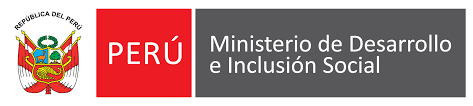 REPÚBLICA DEL PERÚ
PERÚ
Ministerio de Desarrollo
e Inclusión Social